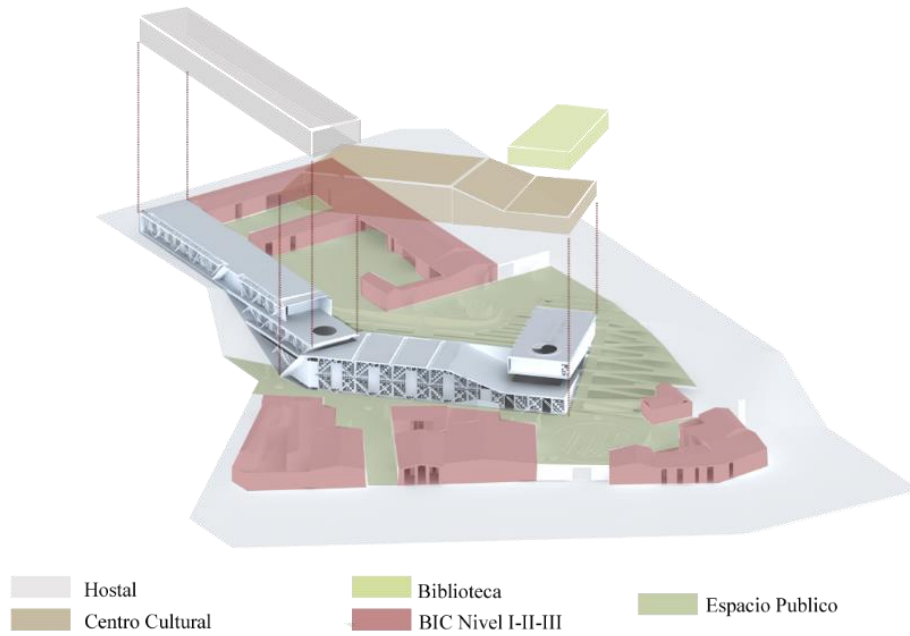 Hostal
Biblioteca
Espacio Publico
Centro Cultural
BIC Nivel I-II-III